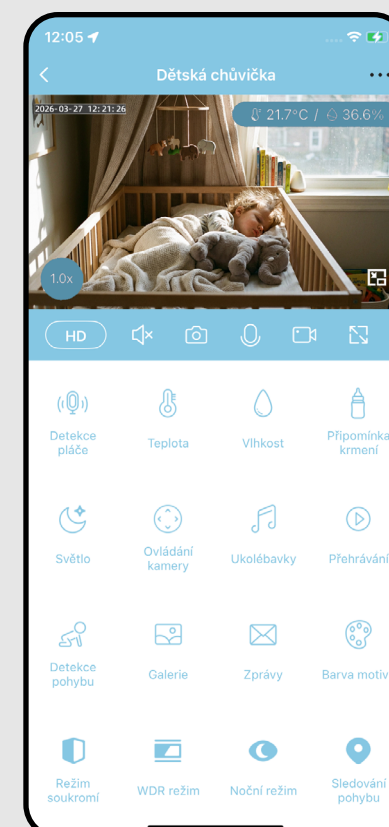 12:05
Dětská chůvička
2026-03-27 12:21:26
21.7°C / 36.6%
1.0x
HD
Detekce pláče
Teplota
Vlhkost
Připomínka krmení
Světlo
Ovládání kamery
Ukolébavky
Přehrávání
Detekce pohybu
Galerie
Zprávy
Barva motiv
Režim soukromí
WDR režim
Noční režim
Sledování pohybu